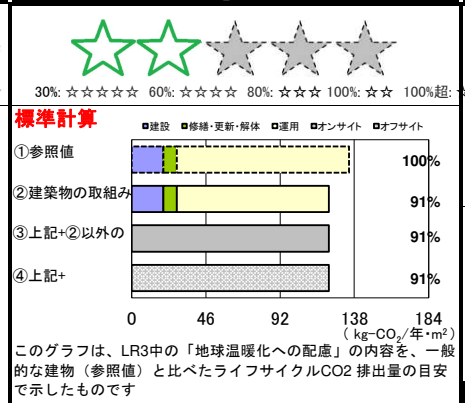 30%: ☆☆☆☆☆ 60%: ☆☆☆☆ 80%: ☆☆☆ 100%: ☆☆ 100%超: ☆
標準計算
■建設 ■修繕・更新・解体 □運用 ■オンサイト ■オフサイト
①参照値 100%
②建築物の取組み 91%
③上記+②以外の 91%
④上記+ 91%
0 46 92 138 184
( kg-CO₂/年・m² )
このグラフは、LR3中の「地球温暖化への配慮」の内容を、一般
的な建物（参照値）と比べたライフサイクルCO2 排出量の目安
で示したものです